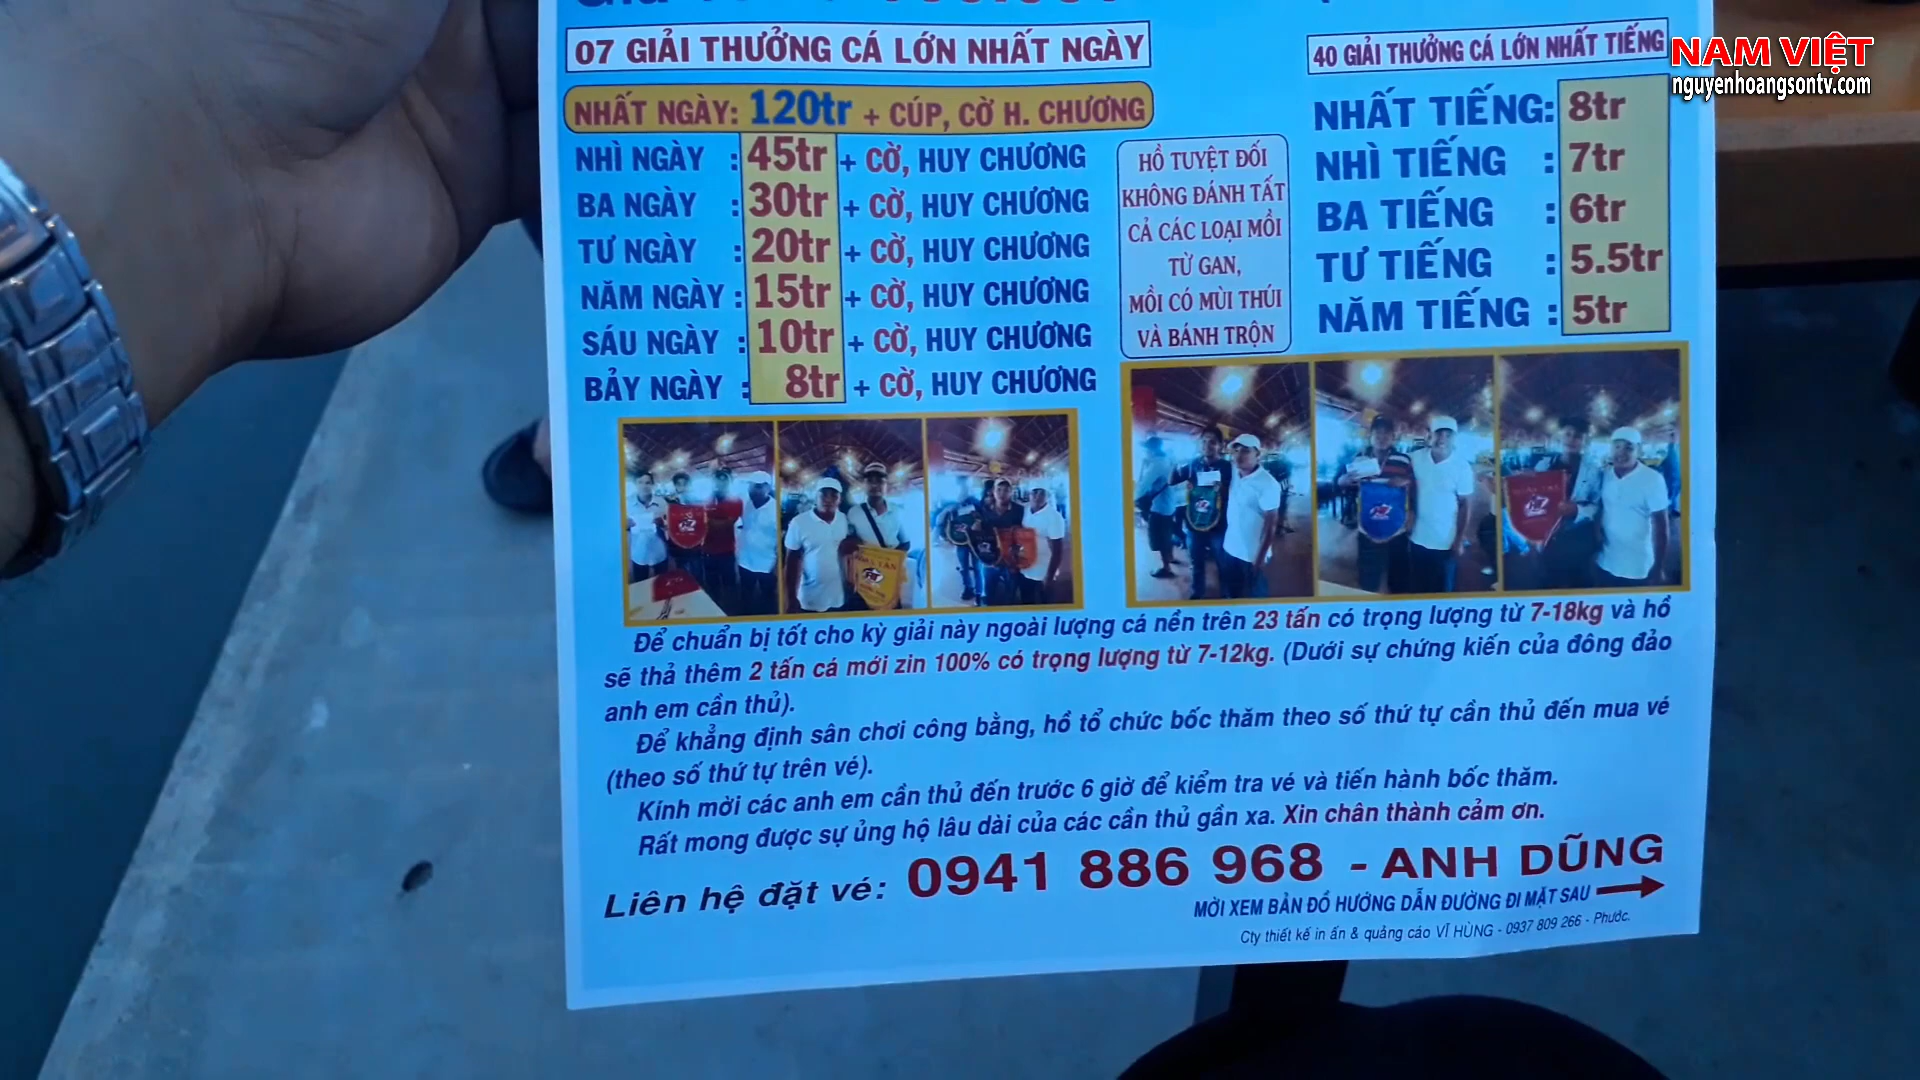 NAM VIỆT
nguyenhoangsontv.com
07 GIẢI THƯỞNG CÁ LỚN NHẤT NGÀY
NHẤT NGÀY: 120tr + CÚP, CỜ H. CHƯƠNG
NHÌ NGÀY : 45tr + CỜ, HUY CHƯƠNG
BA NGÀY : 30tr + CỜ, HUY CHƯƠNG
TƯ NGÀY : 20tr + CỜ, HUY CHƯƠNG
NĂM NGÀY : 15tr + CỜ, HUY CHƯƠNG
SÁU NGÀY : 10tr + CỜ, HUY CHƯƠNG
BẢY NGÀY : 8tr + CỜ, HUY CHƯƠNG
HỒ TUYỆT ĐỐI
KHÔNG ĐÁNH TẤT
CẢ CÁC LOẠI MỒI
TỪ GAN,
MỒI CÓ MÙI THÚI
VÀ BÁNH TRỘN
40 GIẢI THƯỞNG CÁ LỚN NHẤT TIẾNG
NHẤT TIẾNG: 8tr
NHÌ TIẾNG : 7tr
BA TIẾNG : 6tr
TƯ TIẾNG : 5.5tr
NĂM TIẾNG : 5tr
Để chuẩn bị tốt cho kỳ giải này ngoài lượng cá nền trên 23 tấn có trọng lượng từ 7-18kg và hồ
sẽ thả thêm 2 tấn cá mới zin 100% có trọng lượng từ 7-12kg. (Dưới sự chứng kiến của đông đảo
anh em cần thủ).
Để khẳng định sân chơi công bằng, hồ tổ chức bốc thăm theo số thứ tự cần thủ đến mua vé
(theo số thứ tự trên vé).
Kính mời các anh em cần thủ đến trước 6 giờ để kiểm tra vé và tiến hành bốc thăm.
Rất mong được sự ủng hộ lâu dài của các cần thủ gần xa. Xin chân thành cảm ơn.
Liên hệ đặt vé: 0941 886 968 - ANH DŨNG
MỜI XEM BẢN ĐỒ HƯỚNG DẪN ĐƯỜNG ĐI MẶT SAU
Cty thiết kế in ấn & quảng cáo VĨ HÙNG - 0937 809 266 - Phước.